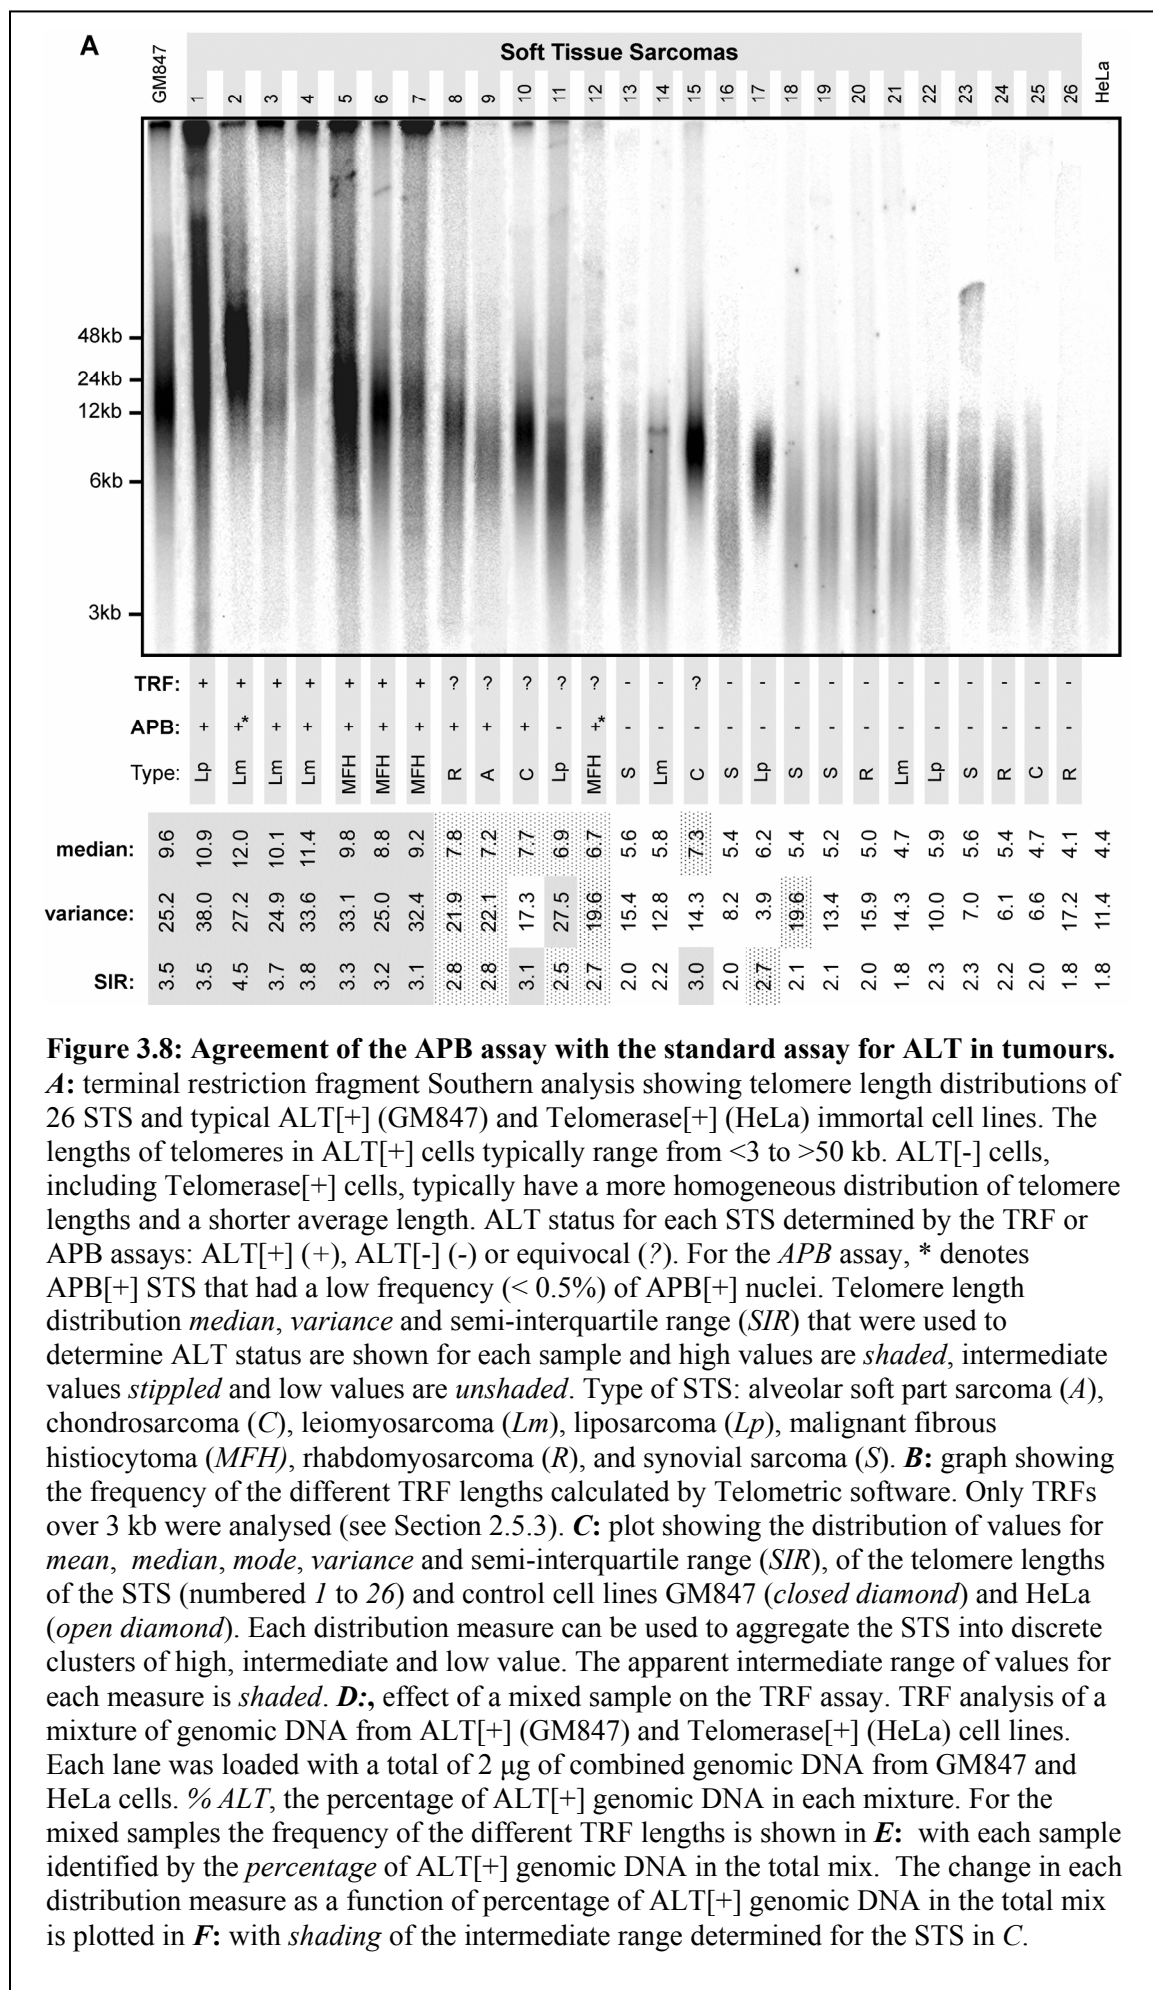 A
Soft Tissue Sarcomas
GM847 1 2 3 4 5 6 7 8 9 10 11 12 13 14 15 16 17 18 19 20 21 22 23 24 25 26 HeLa
48kb
24kb
12kb
6kb
3kb
TRF: + + + + + + + ? ? ? ? ? - - ? - - - - - - - - - - -
APB: + +* + + + + + + + + - +* - - - - - - - - - - - - - -
Type: Lp Lm Lm Lm MFH MFH MFH R A C Lp MFH S Lm C S Lp S S R Lm Lp S R C R
median: 9.6 10.9 12.0 10.1 11.4 9.8 8.8 9.2 7.8 7.2 7.7 6.9 6.7 5.6 5.8 7.3 5.4 6.2 5.4 5.2 5.0 4.7 5.9 5.6 5.4 4.7 4.1 4.4
variance: 25.2 38.0 27.2 24.9 33.6 33.1 25.0 32.4 21.9 22.1 17.3 27.5 19.6 15.4 12.8 14.3 8.2 3.9 19.6 13.4 15.9 14.3 10.0 7.0 6.1 6.6 17.2 11.4
SIR: 3.5 3.5 4.5 3.7 3.8 3.3 3.2 3.1 2.8 2.8 3.1 2.5 2.7 2.0 2.2 3.0 2.0 2.7 2.1 2.1 2.0 1.8 2.3 2.3 2.2 2.0 1.8 1.8
Figure 3.8: Agreement of the APB assay with the standard assay for ALT in tumours.
A: terminal restriction fragment Southern analysis showing telomere length distributions of
26 STS and typical ALT[+] (GM847) and Telomerase[+] (HeLa) immortal cell lines. The
lengths of telomeres in ALT[+] cells typically range from <3 to >50 kb. ALT[-] cells,
including Telomerase[+] cells, typically have a more homogeneous distribution of telomere
lengths and a shorter average length. ALT status for each STS determined by the TRF or
APB assays: ALT[+] (+), ALT[-] (-) or equivocal (?). For the APB assay, * denotes
APB[+] STS that had a low frequency (< 0.5%) of APB[+] nuclei. Telomere length
distribution median, variance and semi-interquartile range (SIR) that were used to
determine ALT status are shown for each sample and high values are shaded, intermediate
values stippled and low values are unshaded. Type of STS: alveolar soft part sarcoma (A),
chondrosarcoma (C), leiomyosarcoma (Lm), liposarcoma (Lp), malignant fibrous
histiocytoma (MFH), rhabdomyosarcoma (R), and synovial sarcoma (S). B: graph showing
the frequency of the different TRF lengths calculated by Telometric software. Only TRFs
over 3 kb were analysed (see Section 2.5.3). C: plot showing the distribution of values for
mean, median, mode, variance and semi-interquartile range (SIR), of the telomere lengths
of the STS (numbered 1 to 26) and control cell lines GM847 (closed diamond) and HeLa
(open diamond). Each distribution measure can be used to aggregate the STS into discrete
clusters of high, intermediate and low value. The apparent intermediate range of values for
each measure is shaded. D:, effect of a mixed sample on the TRF assay. TRF analysis of a
mixture of genomic DNA from ALT[+] (GM847) and Telomerase[+] (HeLa) cell lines.
Each lane was loaded with a total of 2 μg of combined genomic DNA from GM847 and
HeLa cells. % ALT, the percentage of ALT[+] genomic DNA in each mixture. For the
mixed samples the frequency of the different TRF lengths is shown in E: with each sample
identified by the percentage of ALT[+] genomic DNA in the total mix. The change in each
distribution measure as a function of percentage of ALT[+] genomic DNA in the total mix
is plotted in F: with shading of the intermediate range determined for the STS in C.